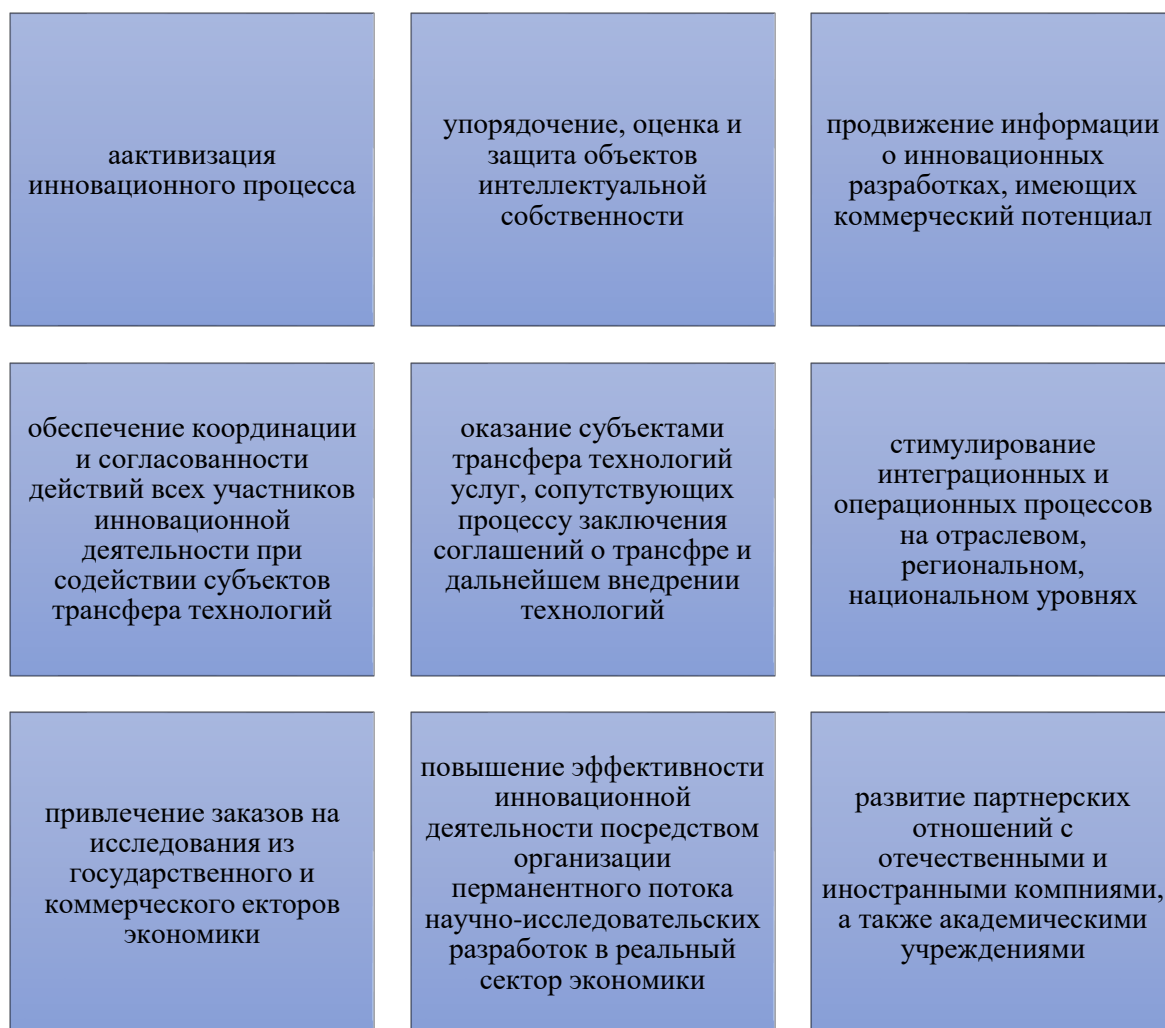 аактивизация
инновационного процесса
упорядочение, оценка и
защита объектов
интеллектуальной
собственности
продвижение информации
о инновационных
разработках, имеющих
коммерческий потенциал
обеспечение координации
и согласованности
действий всех участников
инновационной
деятельности при
содействии субъектов
трансфера технологий
оказание субъектами
трансфера технологий
услуг, сопутствующих
процессу заключения
соглашений о трансфре и
дальнейшем внедрении
технологий
стимулирование
интеграционных и
операционных процессов
на отраслевом,
региональном,
национальном уровнях
привлечение заказов на
исследования из
государственного и
коммерческого екторов
экономики
повышение эффективности
инновационной
деятельности посредством
организации
перманентного потока
научно-исследовательских
разработок в реальный
сектор экономики
развитие партнерских
отношений с
отечественными и
иностранными компниями,
а также академическими
учреждениями